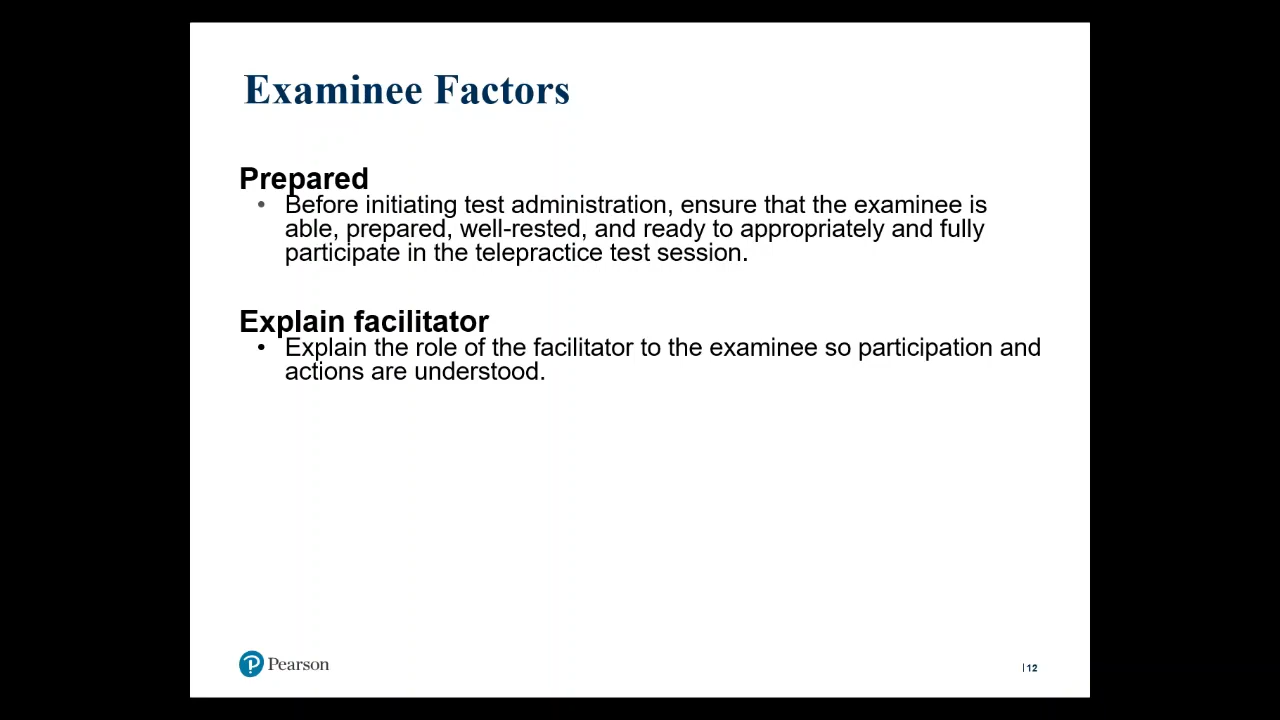 Examinee Factors
Prepared
• Before initiating test administration, ensure that the examinee is
able, prepared, well-rested, and ready to appropriately and fully
participate in the telepractice test session.
Explain facilitator
• Explain the role of the facilitator to the examinee so participation and
actions are understood.
P Pearson
| 12